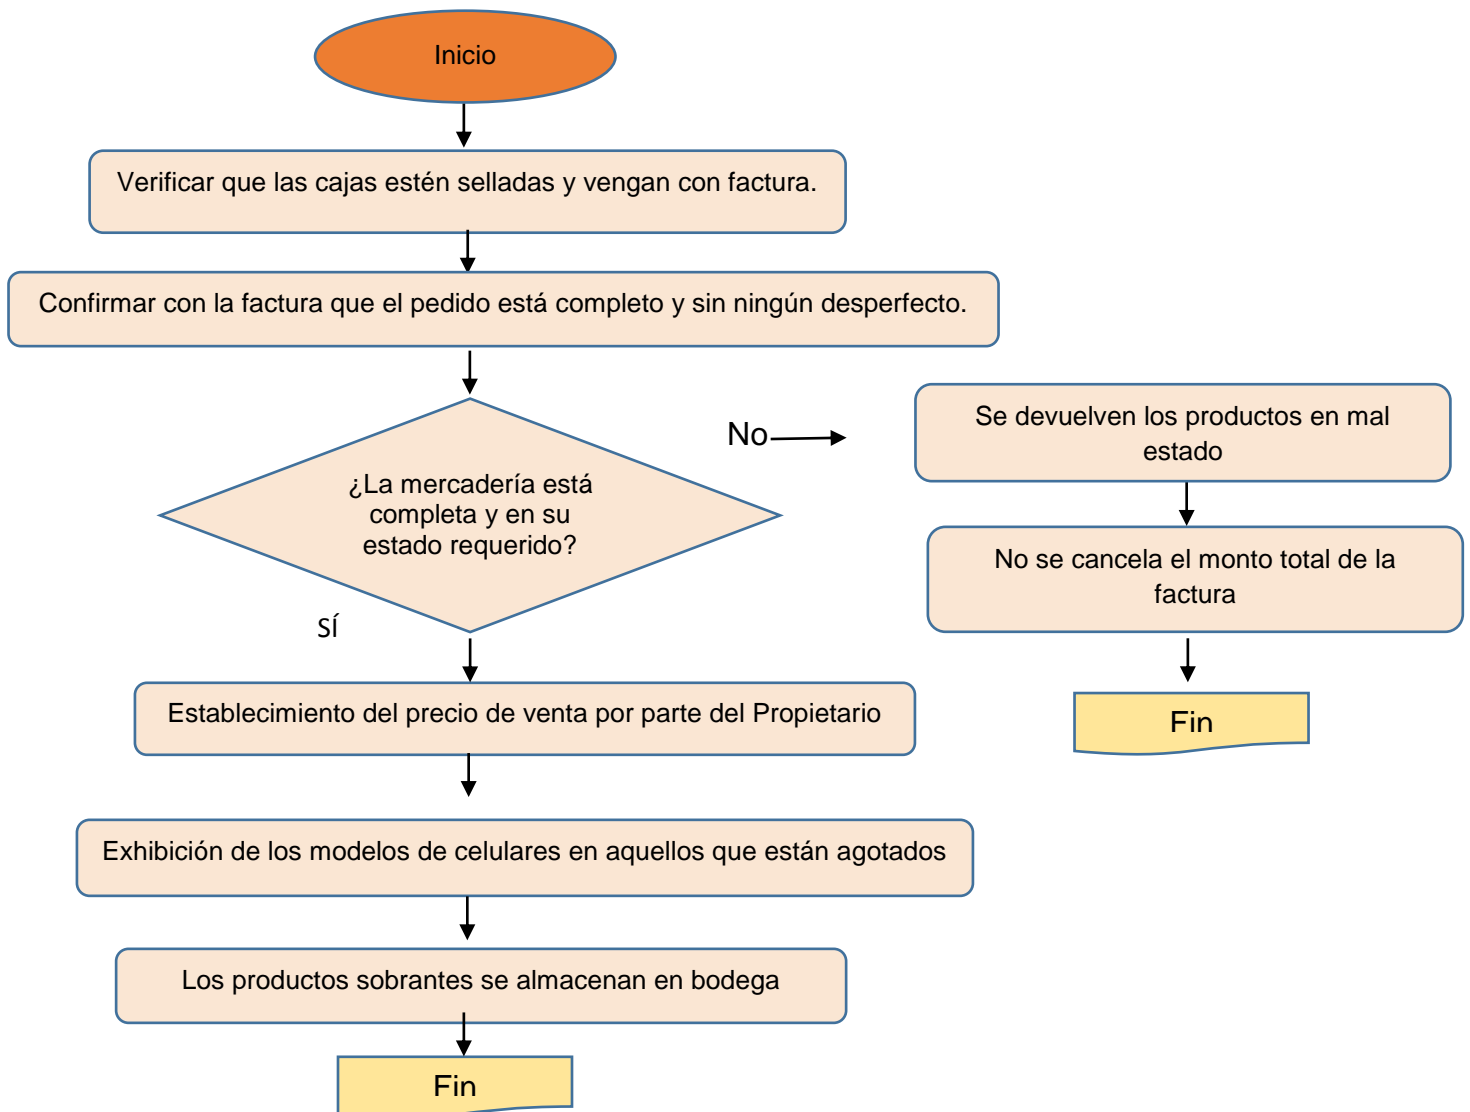 Inicio
Verificar que las cajas estén selladas y vengan con factura.
Confirmar con la factura que el pedido está completo y sin ningún desperfecto.
¿La mercadería está
completa y en su
estado requerido?
No
Se devuelven los productos en mal
estado
No se cancela el monto total de la
factura
Fin
SÍ
Establecimiento del precio de venta por parte del Propietario
Exhibición de los modelos de celulares en aquellos que están agotados
Los productos sobrantes se almacenan en bodega
Fin